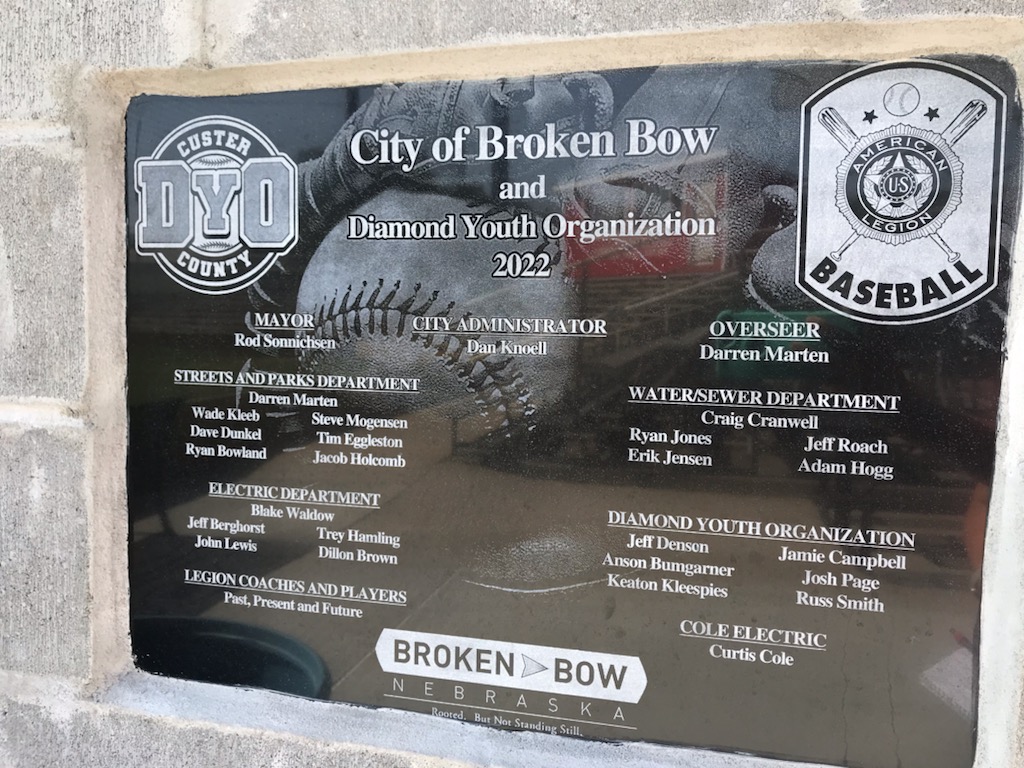 CUSTER
DYO
COUNTY
City of Broken Bow
and
Diamond Youth Organization
2022
AMERICAN
U·S
LEGION
BASEBALL
MAYOR
Rod Sonnichsen
CITY ADMINISTRATOR
Dan Knoell
OVERSEER
Darren Marten
STREETS AND PARKS DEPARTMENT
Darren Marten
Wade Kleeb Steve Mogensen
Dave Dunkel Tim Eggleston
Ryan Bowland Jacob Holcomb
WATER/SEWER DEPARTMENT
Craig Cranwell
Ryan Jones Jeff Roach
Erik Jensen Adam Hogg
ELECTRIC DEPARTMENT
Blake Waldow
Jeff Berghorst Trey Hamling
John Lewis Dillon Brown
DIAMOND YOUTH ORGANIZATION
Jeff Denson Jamie Campbell
Anson Bumgarner Josh Page
Keaton Kleespies Russ Smith
LEGION COACHES AND PLAYERS
Past, Present and Future
COLE ELECTRIC
Curtis Cole
BROKEN BOW
NEBRASKA
Rooted. But Not Standing Still.